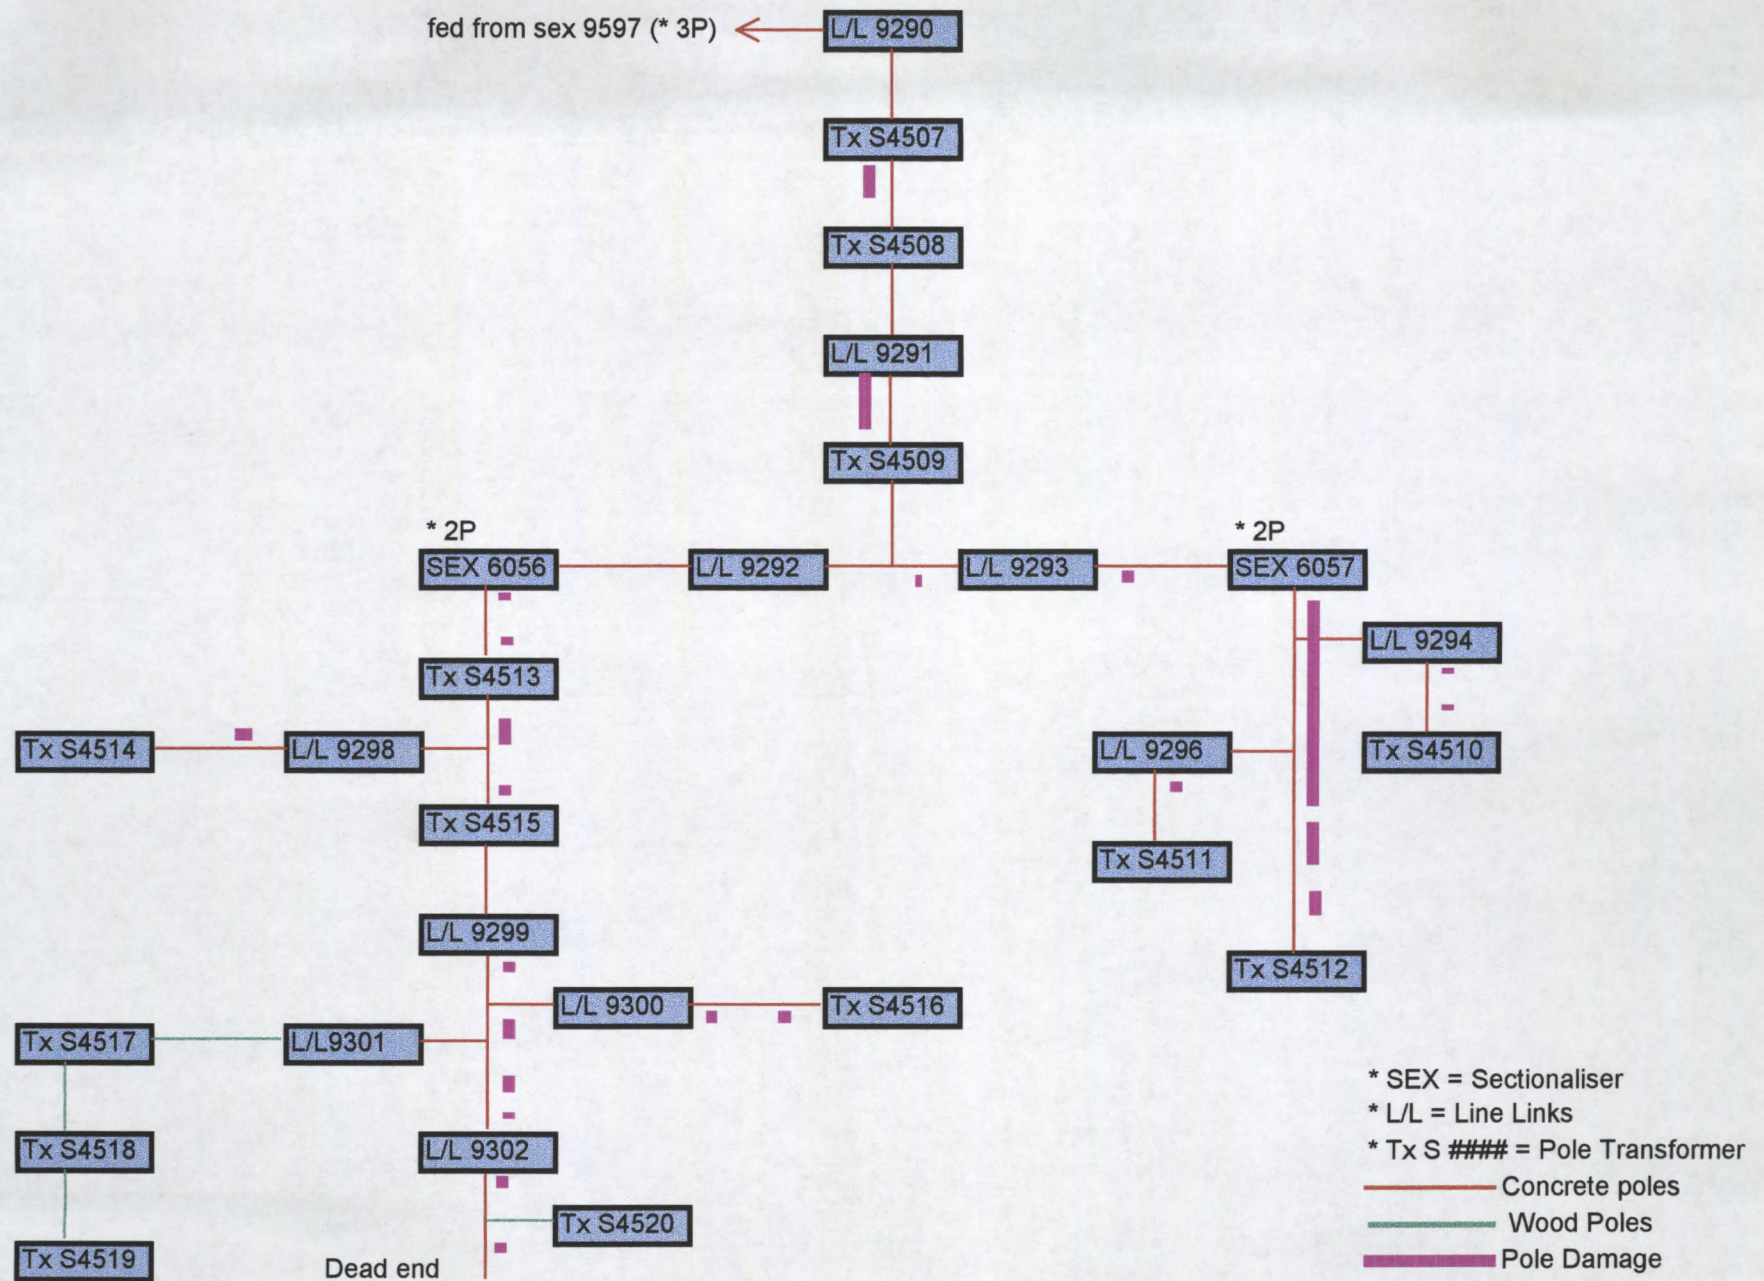 fed from sex 9597 (* 3P)
L/L 9290
Tx S4507
Tx S4508
L/L 9291
Tx S4509
* 2P
* 2P
SEX 6056
L/L 9292
L/L 9293
SEX 6057
L/L 9294
Tx S4513
Tx S4514
L/L 9298
L/L 9296
Tx S4510
Tx S4515
Tx S4511
L/L 9299
Tx S4512
L/L 9300
Tx S4516
Tx S4517
L/L9301
L/L 9302
Tx S4518
Tx S4520
Tx S4519
Dead end
* SEX = Sectionaliser
* L/L = Line Links
* Tx S #### = Pole Transformer
Concrete poles
Wood Poles
Pole Damage